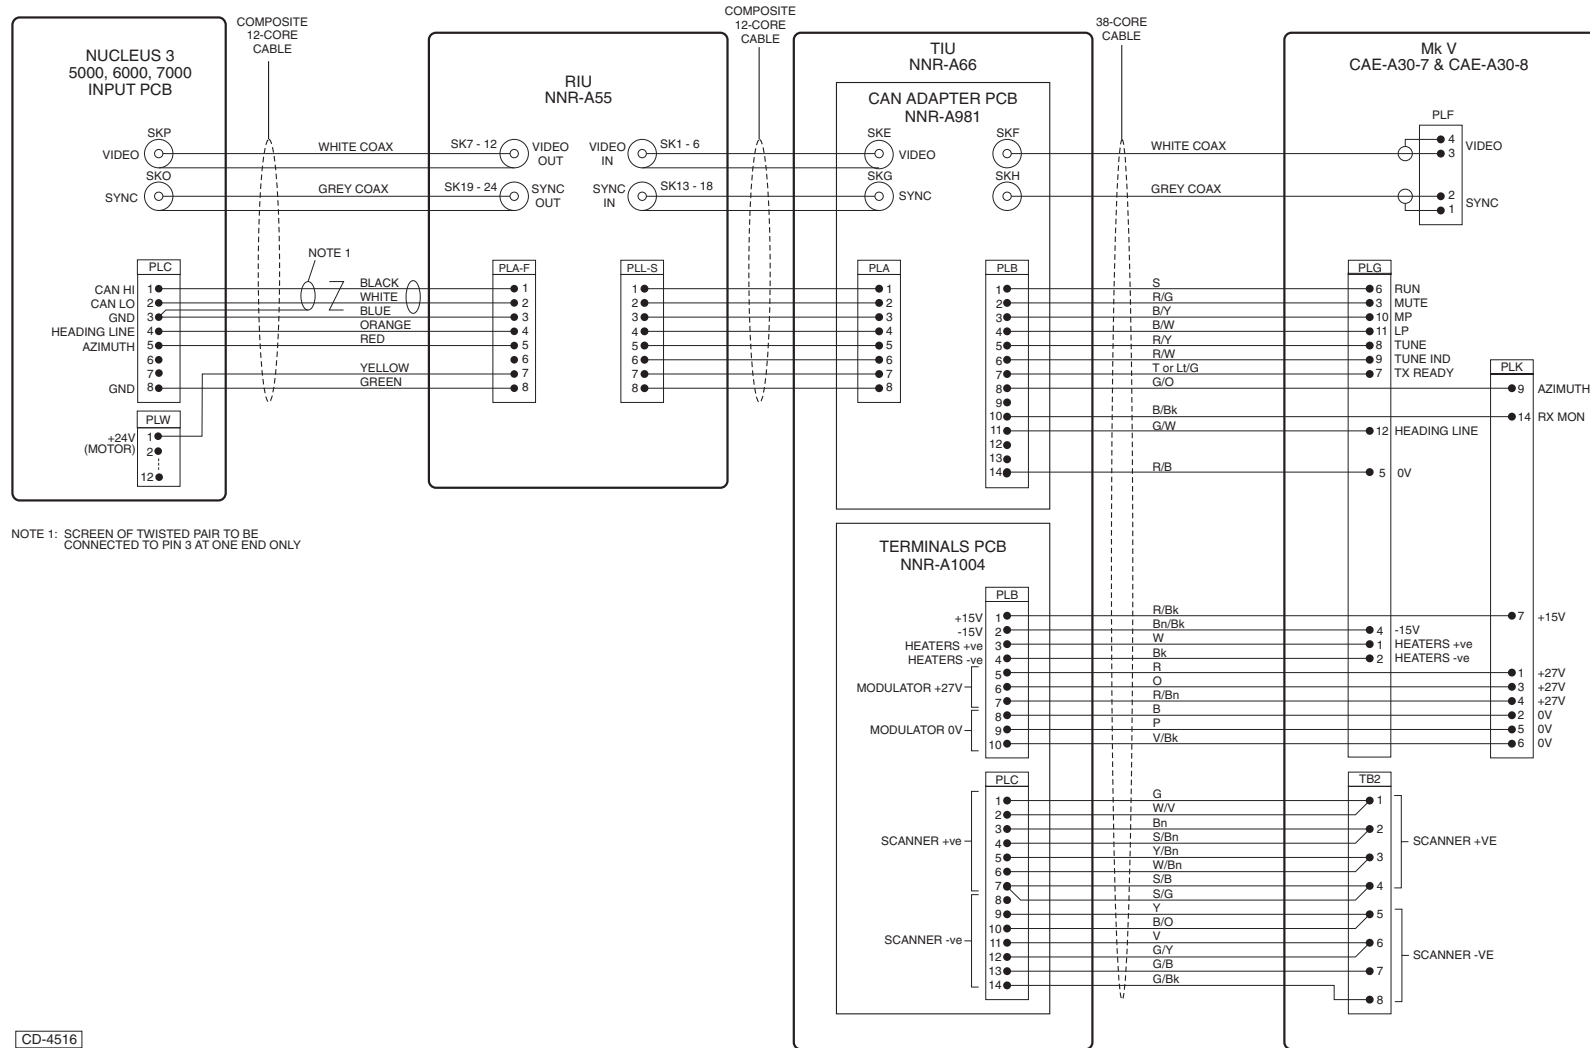 COMPOSITE
12-CORE
CABLE
COMPOSITE
12-CORE
CABLE
38-CORE
CABLE
NUCLEUS 3
5000, 6000, 7000
INPUT PCB
RIU
NNR-A55
TIU
NNR-A66
CAN ADAPTER PCB
NNR-A981
Mk V
CAE-A30-7 & CAE-A30-8
PLF
SKP
VIDEO
WHITE COAX
SK7 - 12
VIDEO
OUT
VIDEO
IN
SK1 - 6
SKE
VIDEO
SKF
WHITE COAX
4
3
VIDEO
SKO
SYNC
GREY COAX
SK19 - 24
SYNC
OUT
SYNC
IN
SK13 - 18
SKG
SYNC
SKH
GREY COAX
2
1
SYNC
NOTE 1
PLC
CAN HI 1
CAN LO 2
GND 3
HEADING LINE 4
AZIMUTH 5
6
7
GND 8
BLACK
WHITE
BLUE
ORANGE
RED
YELLOW
GREEN
PLW
+24V
(MOTOR)
1
2
12
PLA-F
1
2
3
4
5
6
7
8
PLL-S
1
2
3
4
5
6
7
8
PLA
1
2
3
4
5
6
7
8
PLB
1
2
3
4
5
6
7
8
9
10
11
12
13
14
S
R/G
B/Y
B/W
R/Y
R/W
T or Lt/G
G/O
B/Bk
G/W
R/B
PLG
6 RUN
3 MUTE
10 MP
11 LP
8 TUNE
9 TUNE IND
7 TX READY
12 HEADING LINE
5 0V
PLK
9 AZIMUTH
14 RX MON
NOTE 1: SCREEN OF TWISTED PAIR TO BE
CONNECTED TO PIN 3 AT ONE END ONLY
TERMINALS PCB
NNR-A1004
PLB
+15V 1
-15V 2
HEATERS +ve 3
HEATERS -ve 4
MODULATOR +27V
5
6
7
MODULATOR 0V
8
9
10
R/Bk
Bn/Bk
W
Bk
R
O
R/Bn
B
P
V/Bk
4 -15V
1 HEATERS +ve
2 HEATERS -ve
7 +15V
1 +27V
3 +27V
4 +27V
2 0V
5 0V
6 0V
PLC
SCANNER +ve
1
2
3
4
5
6
7
SCANNER -ve
8
9
10
11
12
13
14
G
W/V
Bn
S/Bn
Y/Bn
W/Bn
S/B
S/G
Y
B/O
V
G/Y
G/B
G/Bk
TB2
1
2
3
4
SCANNER +VE
5
6
7
8
SCANNER -VE
CD-4516